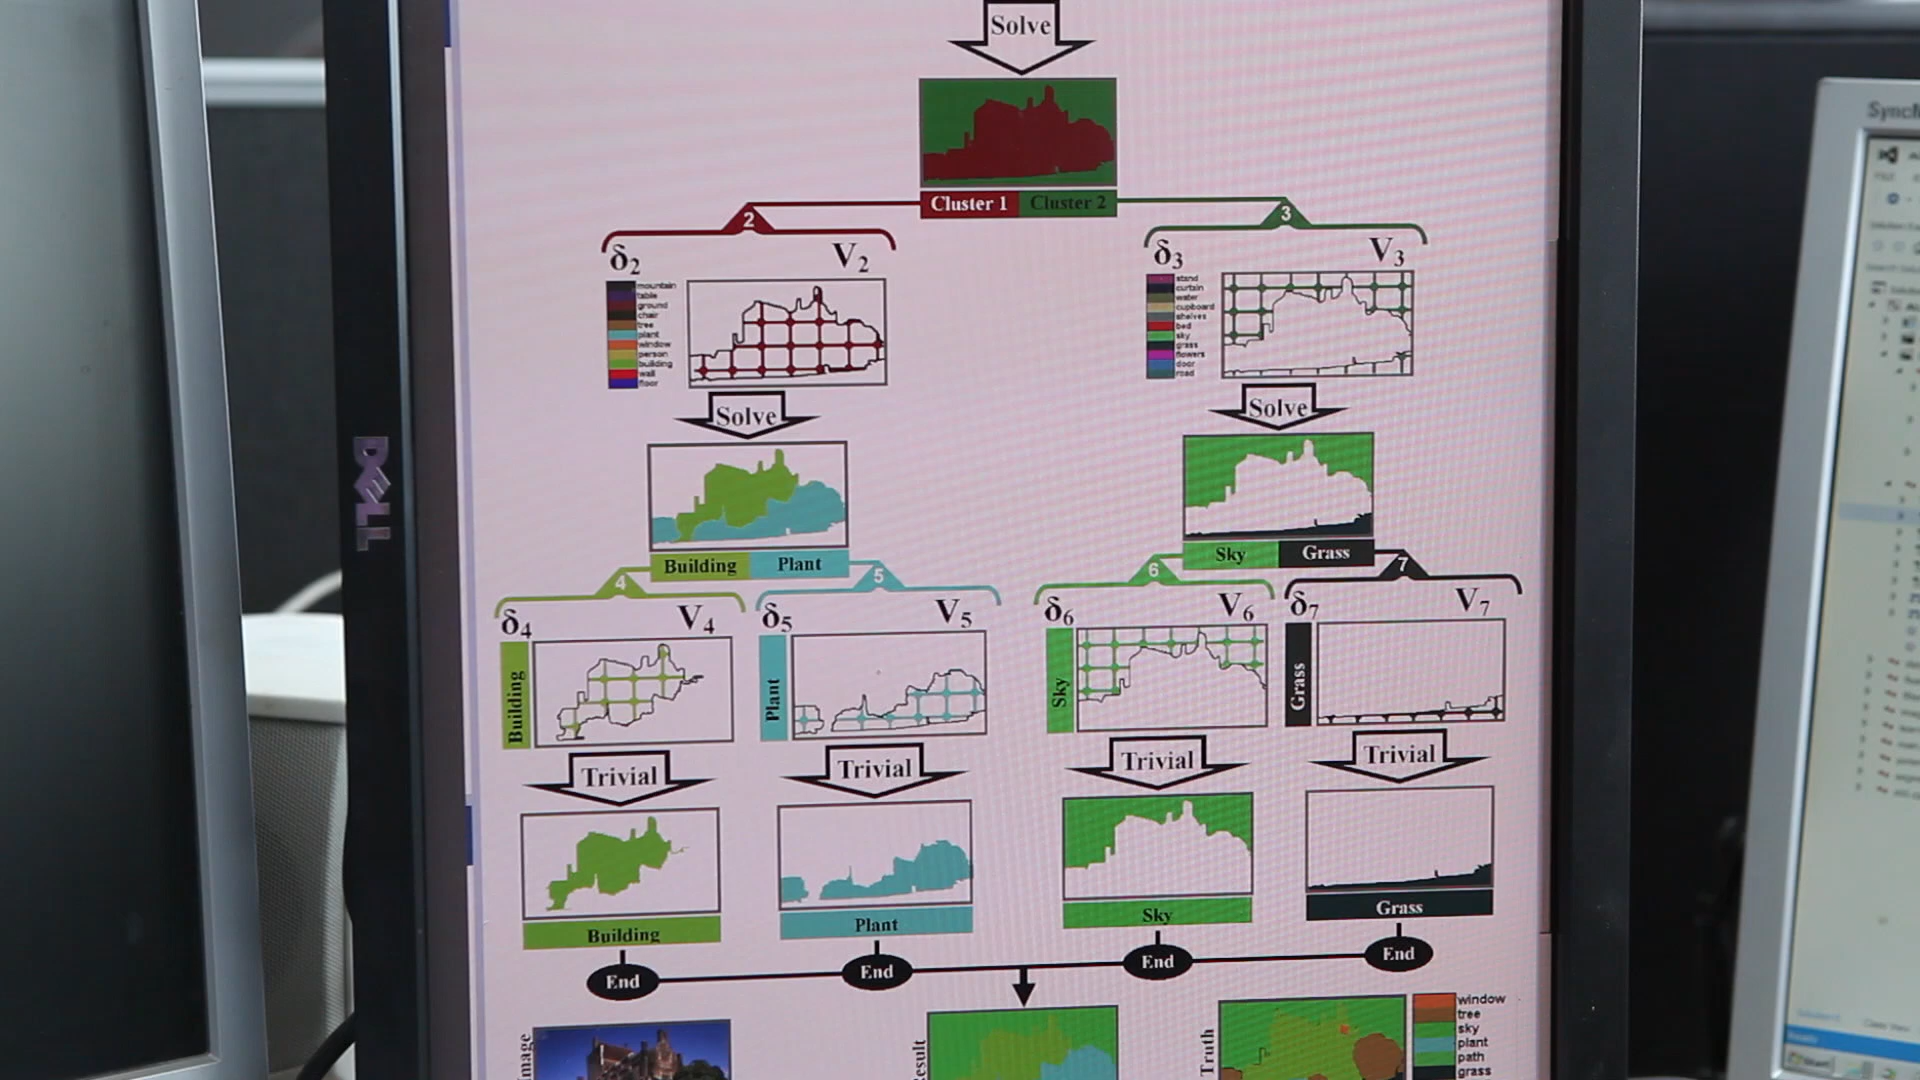 Solve
Cluster 1 Cluster 2
2
3
δ2 V2
δ3 V3
mountain
table
ground
chair
tree
plant
window
person
building
wall
floor
stand
curtain
water
cupboard
shelves
bed
sky
grass
flowers
door
road
Solve
Solve
Building Plant
Sky Grass
4
5
6
7
δ4 V4
δ5 V5
δ6 V6
δ7 V7
Building
Plant
Sky
Grass
Trivial
Trivial
Trivial
Trivial
Building
Plant
Sky
Grass
End
End
End
End
Image
Truth
window
tree
sky
plant
path
grass
DELL